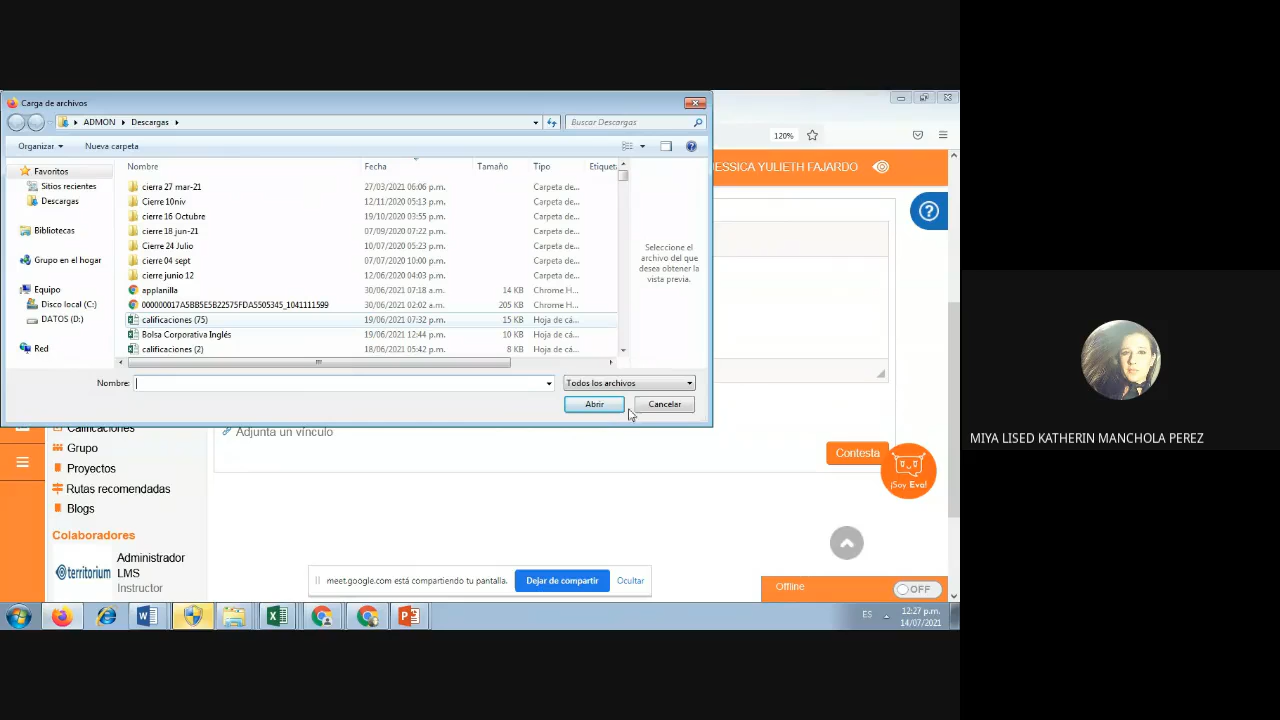 Carga de archivos
ADMON Descargas
Buscar Descargas
Organizar Nueva carpeta
Favoritos
Sitios recientes
Descargas
Bibliotecas
Grupo en el hogar
Equipo
Disco local (C:)
DATOS (D:)
Red
Nombre Fecha Tamaño Tipo Etiquet
cierra 27 mar-21 27/03/2021 06:06 p.m. Carpeta de...
Cierre 10niv 12/11/2020 05:13 p.m. Carpeta de...
cierre 16 Octubre 19/10/2020 03:55 p.m. Carpeta de...
cierre 18 jun-21 07/09/2020 07:22 p.m. Carpeta de...
Cierre 24 Julio 10/07/2020 05:23 p.m. Carpeta de...
cierre 04 sept 07/07/2020 10:00 p.m. Carpeta de...
cierre junio 12 12/06/2020 04:03 p.m. Carpeta de...
applanilla 30/06/2021 07:18 a.m. 14 KB Chrome H...
000000017A5BB5E5B22575FDA5505345_1041111599 30/06/2021 02:02 a.m. 205 KB Chrome H...
calificaciones (75) 19/06/2021 07:32 p.m. 15 KB Hoja de cá...
Bolsa Corporativa Inglés 19/06/2021 12:44 p.m. 10 KB Hoja de cá...
calificaciones (2) 18/06/2021 05:42 p.m. 8 KB Hoja de cá...
Seleccione el
archivo del que
desea obtener la
vista previa.
Nombre: Todos los archivos
Abrir Cancelar
120%
JESSICA YULIETH FAJARDO
Calificaciones
Grupo
Proyectos
Rutas recomendadas
Blogs
Colaboradores
territorium
Administrador
LMS
Instructor
Adjunta un vínculo
Contesta
¡Soy Eva!
meet.google.com está compartiendo tu pantalla. Dejar de compartir Ocultar
Offline OFF
ES 12:27 p.m.
14/07/2021
MIYA LISED KATHERIN MANCHOLA PEREZ